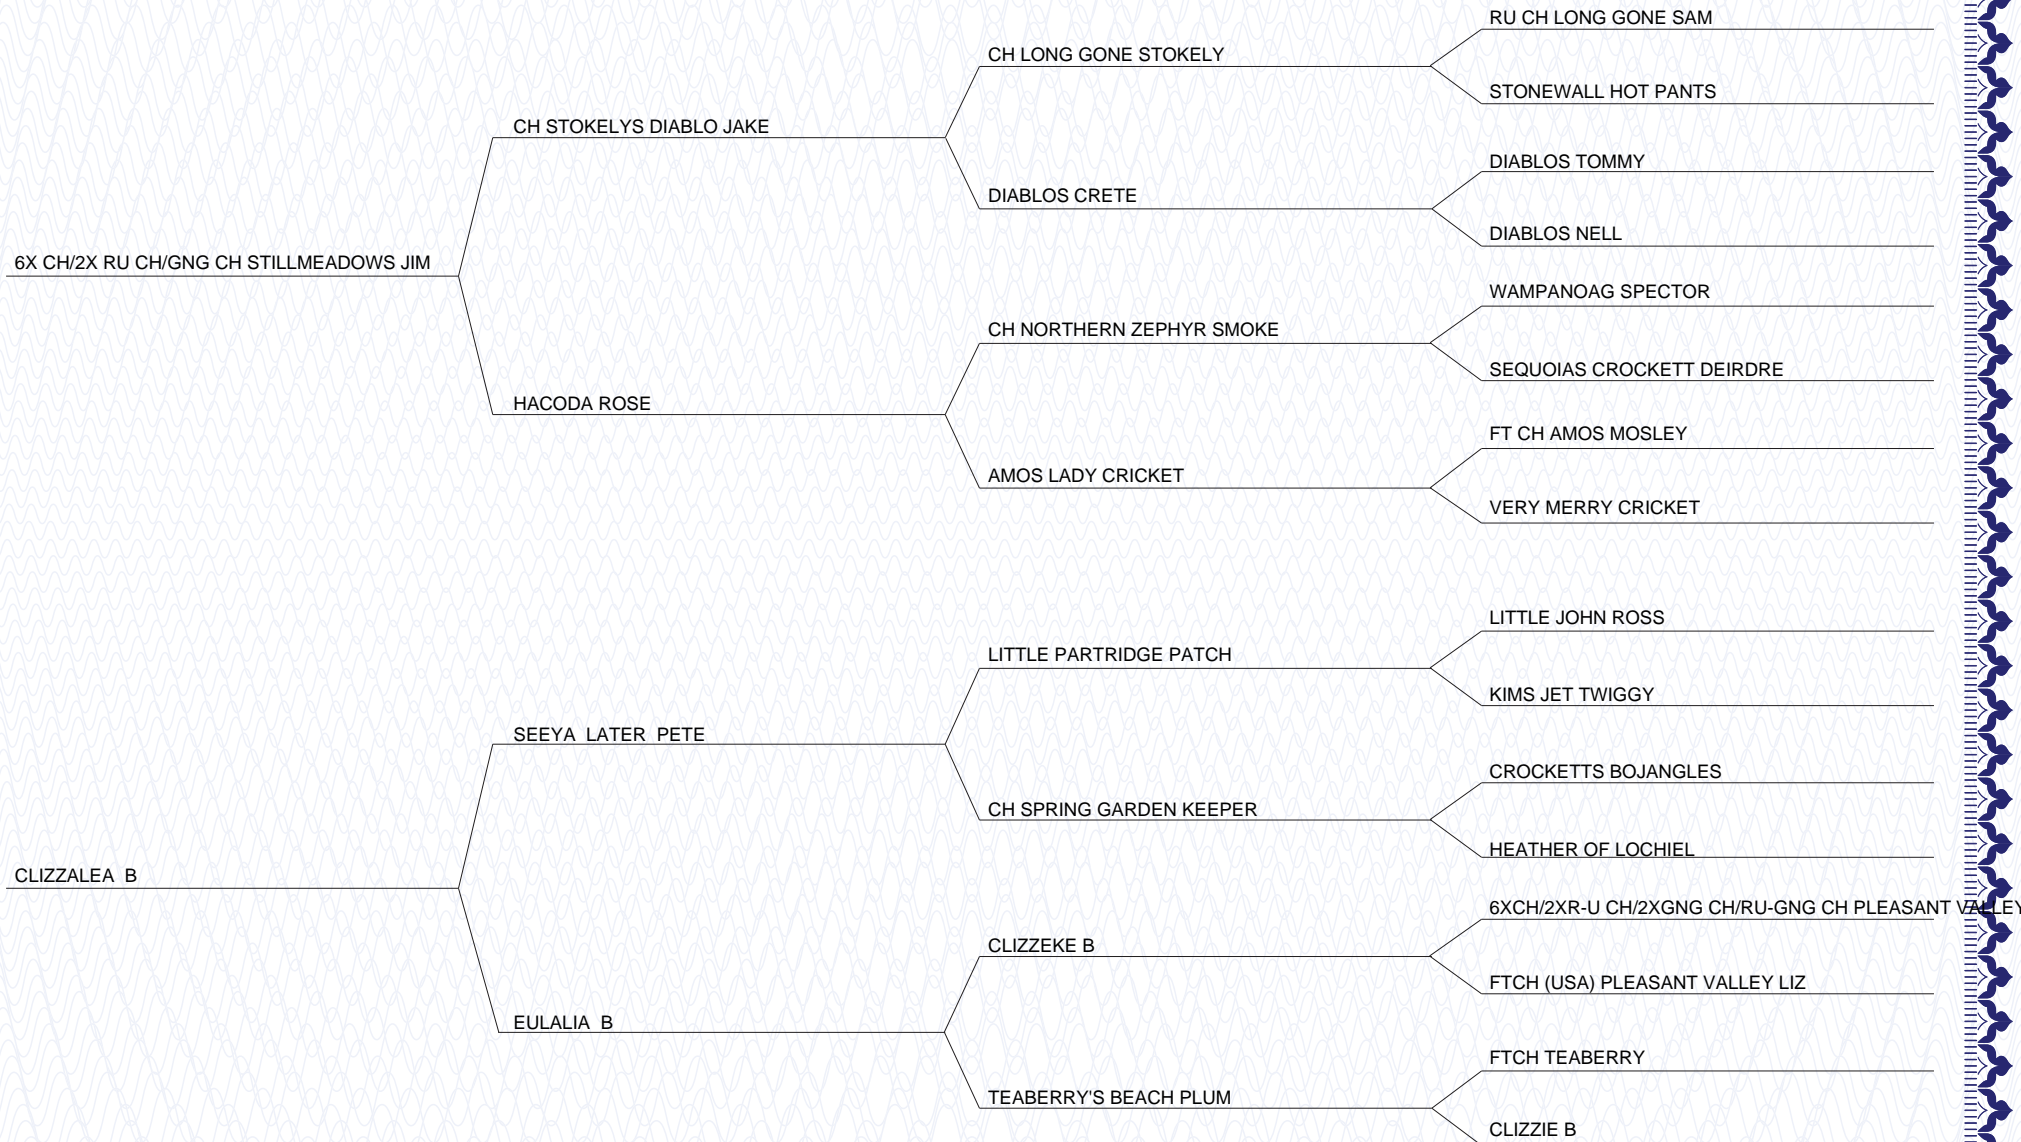 RU CH LONG GONE SAM
CH LONG GONE STOKELY
STONEWALL HOT PANTS
CH STOKELYS DIABLO JAKE
DIABLOS TOMMY
DIABLOS CRETE
DIABLOS NELL
6X CH/2X RU CH/GNG CH STILLMEADOWS JIM
WAMPANOAG SPECTOR
CH NORTHERN ZEPHYR SMOKE
SEQUOIAS CROCKETT DEIRDRE
HACODA ROSE
FT CH AMOS MOSLEY
AMOS LADY CRICKET
VERY MERRY CRICKET
LITTLE JOHN ROSS
LITTLE PARTRIDGE PATCH
KIMS JET TWIGGY
SEEYA LATER PETE
CROCKETTS BOJANGLES
CH SPRING GARDEN KEEPER
HEATHER OF LOCHIEL
CLIZZALEA B
6XCH/2XR-U CH/2XGNG CH/RU-GNG CH PLEASANT VALLEY
CLIZZEKE B
FTCH (USA) PLEASANT VALLEY LIZ
EULALIA B
FTCH TEABERRY
TEABERRY'S BEACH PLUM
CLIZZIE B